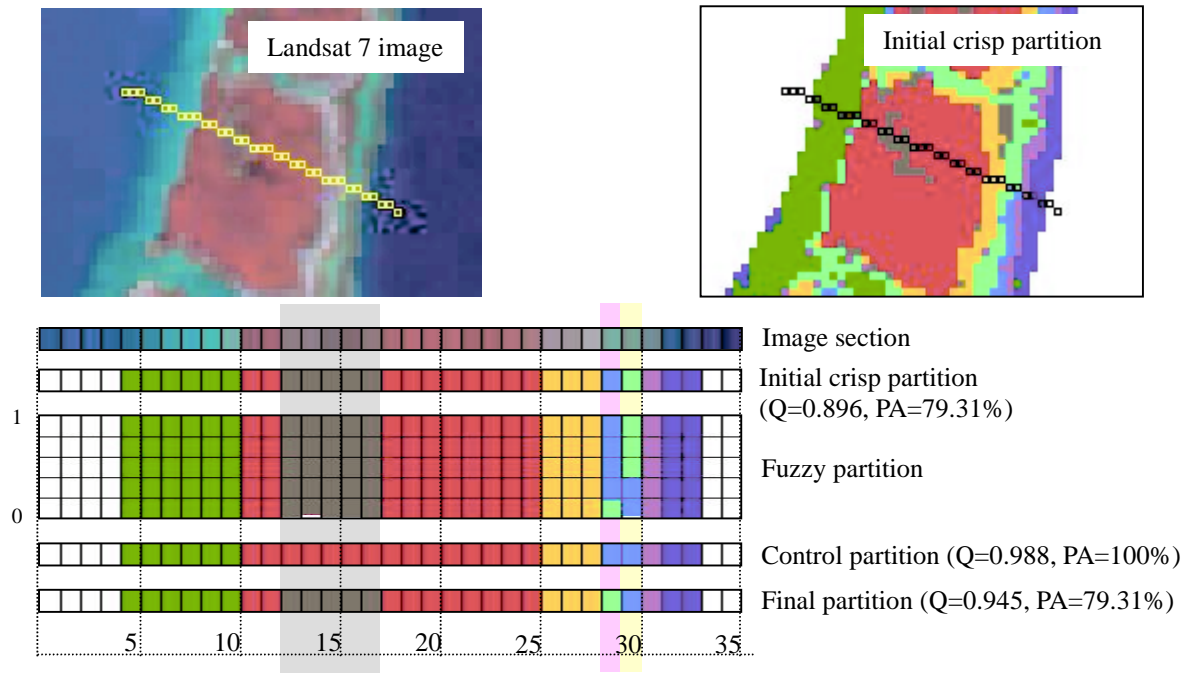 Landsat 7 image
Initial crisp partition
Image section
Initial crisp partition
(Q=0.896, PA=79.31%)
1
Fuzzy partition
0
Control partition (Q=0.988, PA=100%)
Final partition (Q=0.945, PA=79.31%)
5 10 15 20 25 30 35